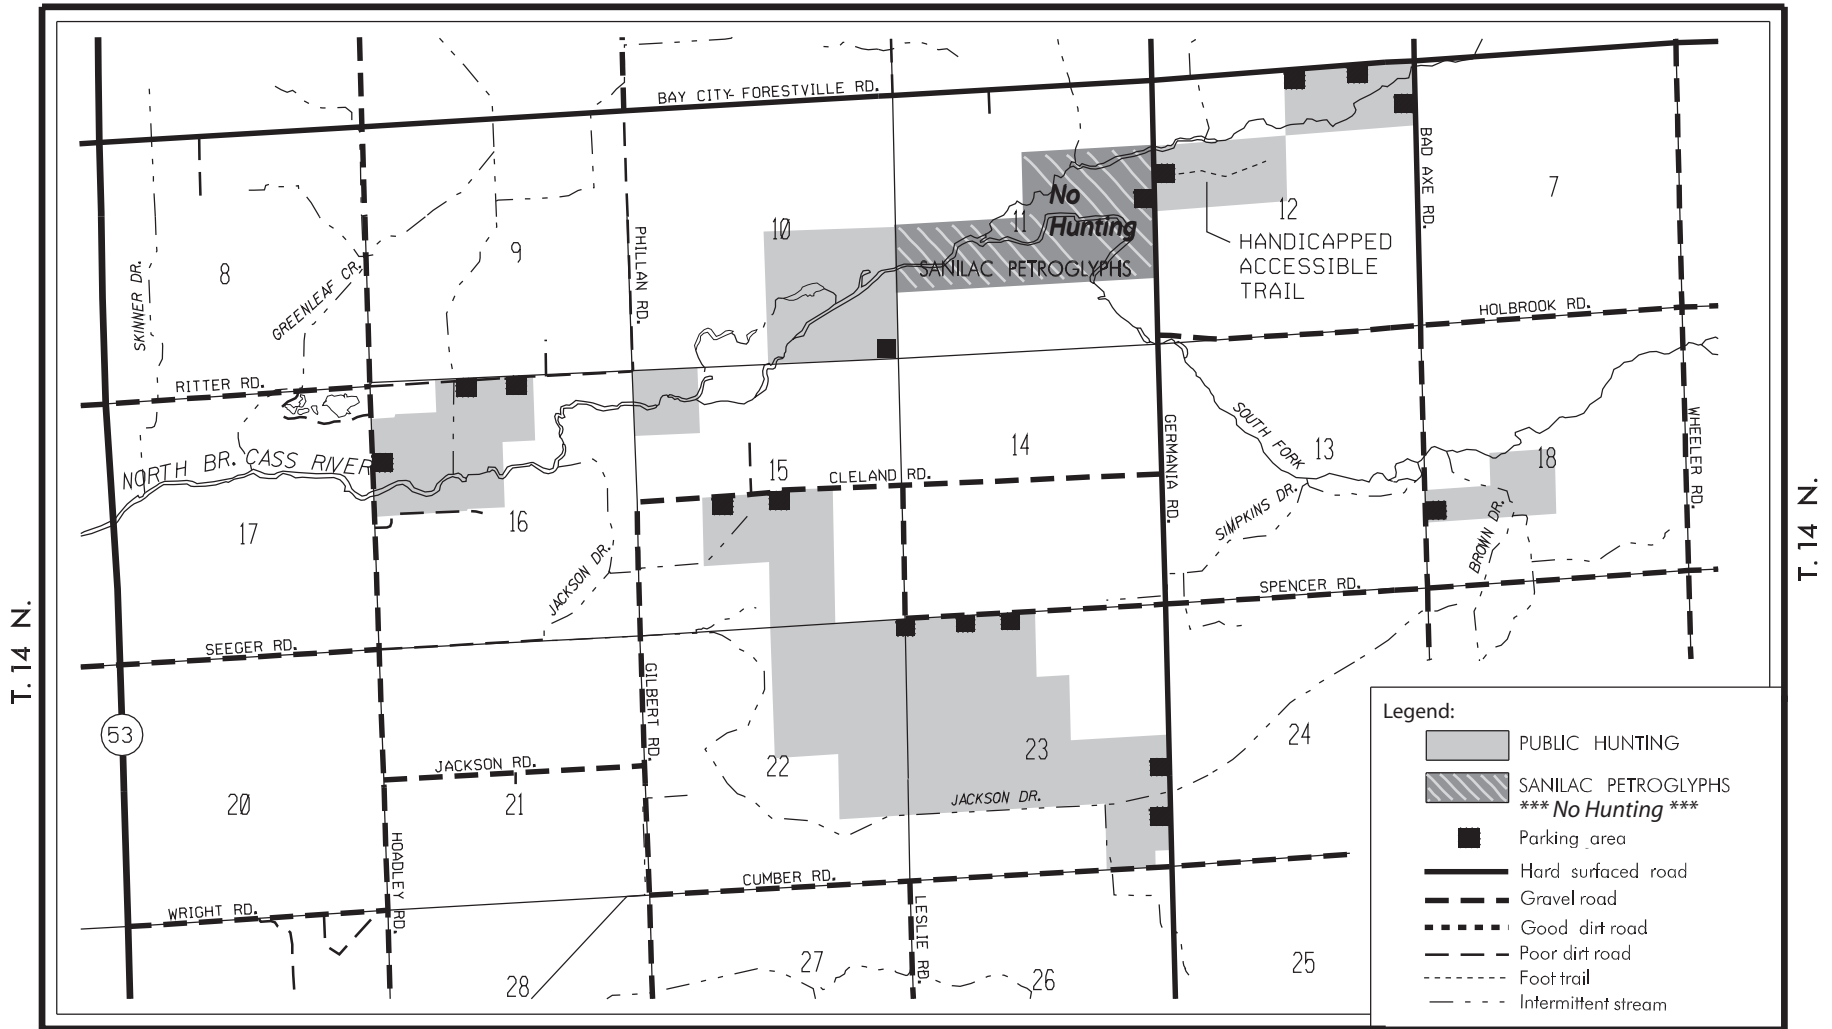 BAY CITY-FORESTVILLE RD.
BAD AXE RD.
No
Hunting
7
12
10
11
8
9
SKINNER DR.
GREENLEAF CR.
PHILLAN RD.
SANILAC PETROGLYPHS
HANDICAPPED
ACCESSIBLE
TRAIL
HOLBROOK RD.
RITTER RD.
NORTH BR. CASS RIVER
SOUTH FORK
GERMANIA RD.
WHEELER RD.
14
13
15
18
CLELAND RD.
17
16
SIMPKINS DR.
BROWN DR.
JACKSON DR.
SPENCER RD.
T. 14 N.
T. 14 N.
SEEGER RD.
GILBERT RD.
53
22
23
24
JACKSON RD.
20
21
JACKSON DR.
HOADLEY RD.
CUMBER RD.
WRIGHT RD.
LESLIE RD.
28
27
26
25
Legend:
PUBLIC HUNTING
SANILAC PETROGLYPHS
*** No Hunting ***
Parking area
Hard surfaced road
Gravel road
Good dirt road
Poor dirt road
Foot trail
Intermittent stream